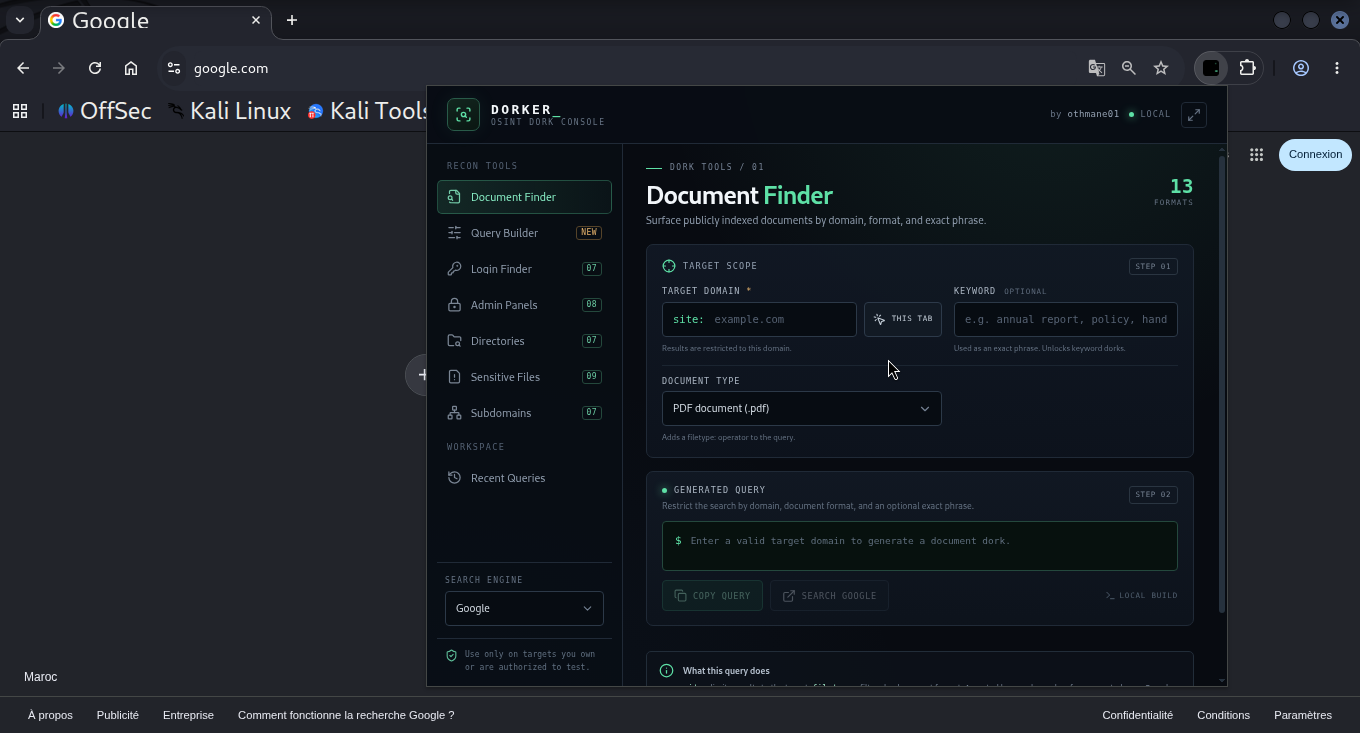 Google
google.com
OffSec
Kali Linux
Kali Tools
DORKER_
OSINT DORK CONSOLE
by othmane01
LOCAL
Connexion
RECON TOOLS
Document Finder
Query Builder NEW
Login Finder 07
Admin Panels 08
Directories 07
Sensitive Files 09
Subdomains 07
WORKSPACE
Recent Queries
SEARCH ENGINE
Google
Use only on targets you own
or are authorized to test.
DORK TOOLS / 01
Document Finder
Surface publicly indexed documents by domain, format, and exact phrase.
13
FORMATS
TARGET SCOPE
STEP 01
TARGET DOMAIN *
site: example.com
THIS TAB
Results are restricted to this domain.
KEYWORD OPTIONAL
e.g. annual report, policy, hand
Used as an exact phrase. Unlocks keyword dorks.
DOCUMENT TYPE
PDF document (.pdf)
Adds a filetype: operator to the query.
GENERATED QUERY
STEP 02
Restrict the search by domain, document format, and an optional exact phrase.
$ Enter a valid target domain to generate a document dork.
COPY QUERY
SEARCH GOOGLE
LOCAL BUILD
What this query does
Maroc
À propos
Publicité
Entreprise
Comment fonctionne la recherche Google ?
Confidentialité
Conditions
Paramètres